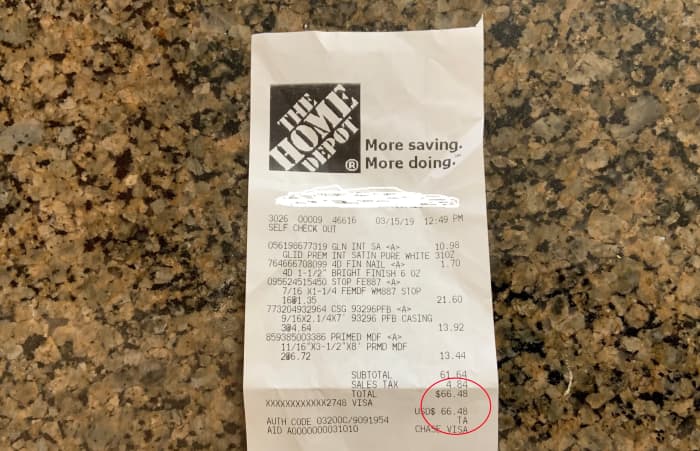 THE
HOME
DEPOT
®
More saving.
More doing.
3026 00009 46616 03/15/19 12:49 PM
SELF CHECK OUT
056198677319 GLN INT SA <A> 10.98
GLID PREM INT SATIN PURE WHITE 31OZ
764666708099 4D FIN NAIL <A> 1.70
4D 1-1/2" BRIGHT FINISH 6 OZ
095624515450 STOP FE887 <A>
7/16 X1-1/4 FEMDF WM887 STOP
16@1.35 21.60
773204932964 CSG 93296PFB <A>
9/16X2.1/4X7' 93296 PFB CASING
3@4.64 13.92
859385003386 PRIMED MDF <A>
11/16"X3-1/2"X8' PRMD MDF
2@6.72 13.44
SUBTOTAL 61.64
SALES TAX 4.84
TOTAL $66.48
XXXXXXXXXXXX2748 VISA
USD$ 66.48
AUTH CODE 03200C/9091954 TA
AID A0000000031010 CHASE VISA